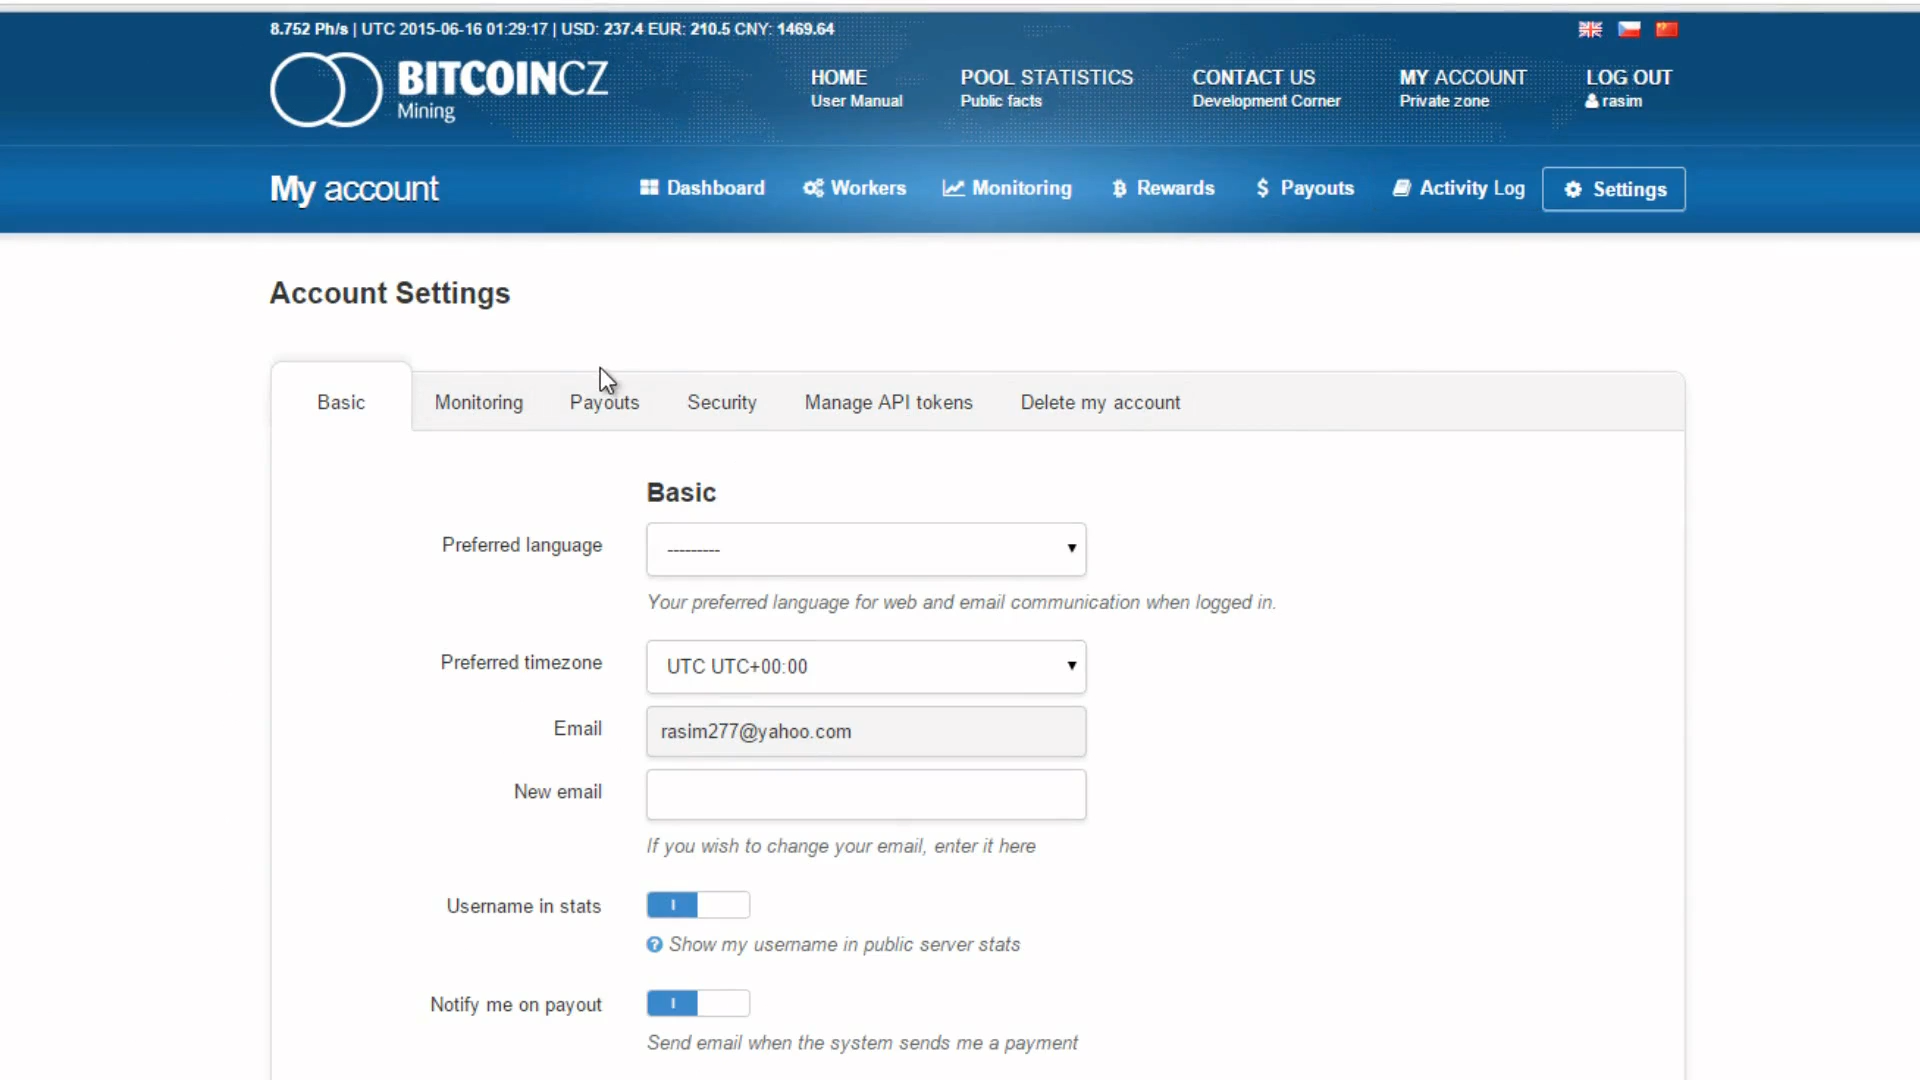 8.752 Ph/s | UTC 2015-06-16 01:29:17 | USD: 237.4 EUR: 210.5 CNY: 1469.64
BITCOINCZ
Mining
HOME
User Manual
POOL STATISTICS
Public facts
CONTACT US
Development Corner
MY ACCOUNT
Private zone
LOG OUT
rasim
My account
Dashboard
Workers
Monitoring
Rewards
$ Payouts
Activity Log
Settings
Account Settings
Basic
Monitoring
Payouts
Security
Manage API tokens
Delete my account
Basic
Preferred language
---------
Your preferred language for web and email communication when logged in.
Preferred timezone
UTC UTC+00:00
Email
rasim277@yahoo.com
New email
If you wish to change your email, enter it here
Username in stats
I
? Show my username in public server stats
Notify me on payout
I
Send email when the system sends me a payment